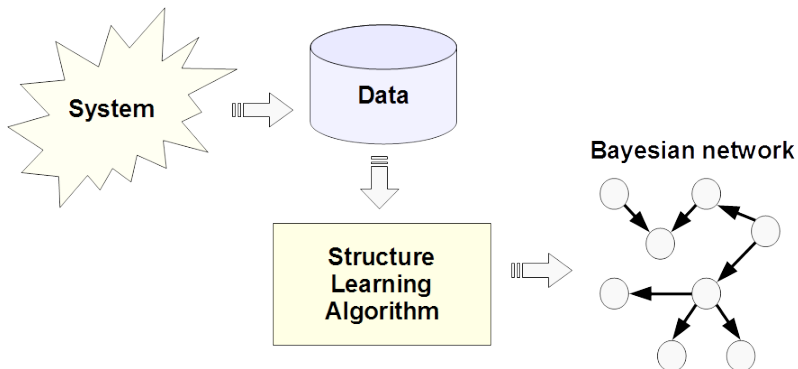 System
Data
Bayesian network
Structure
Learning
Algorithm